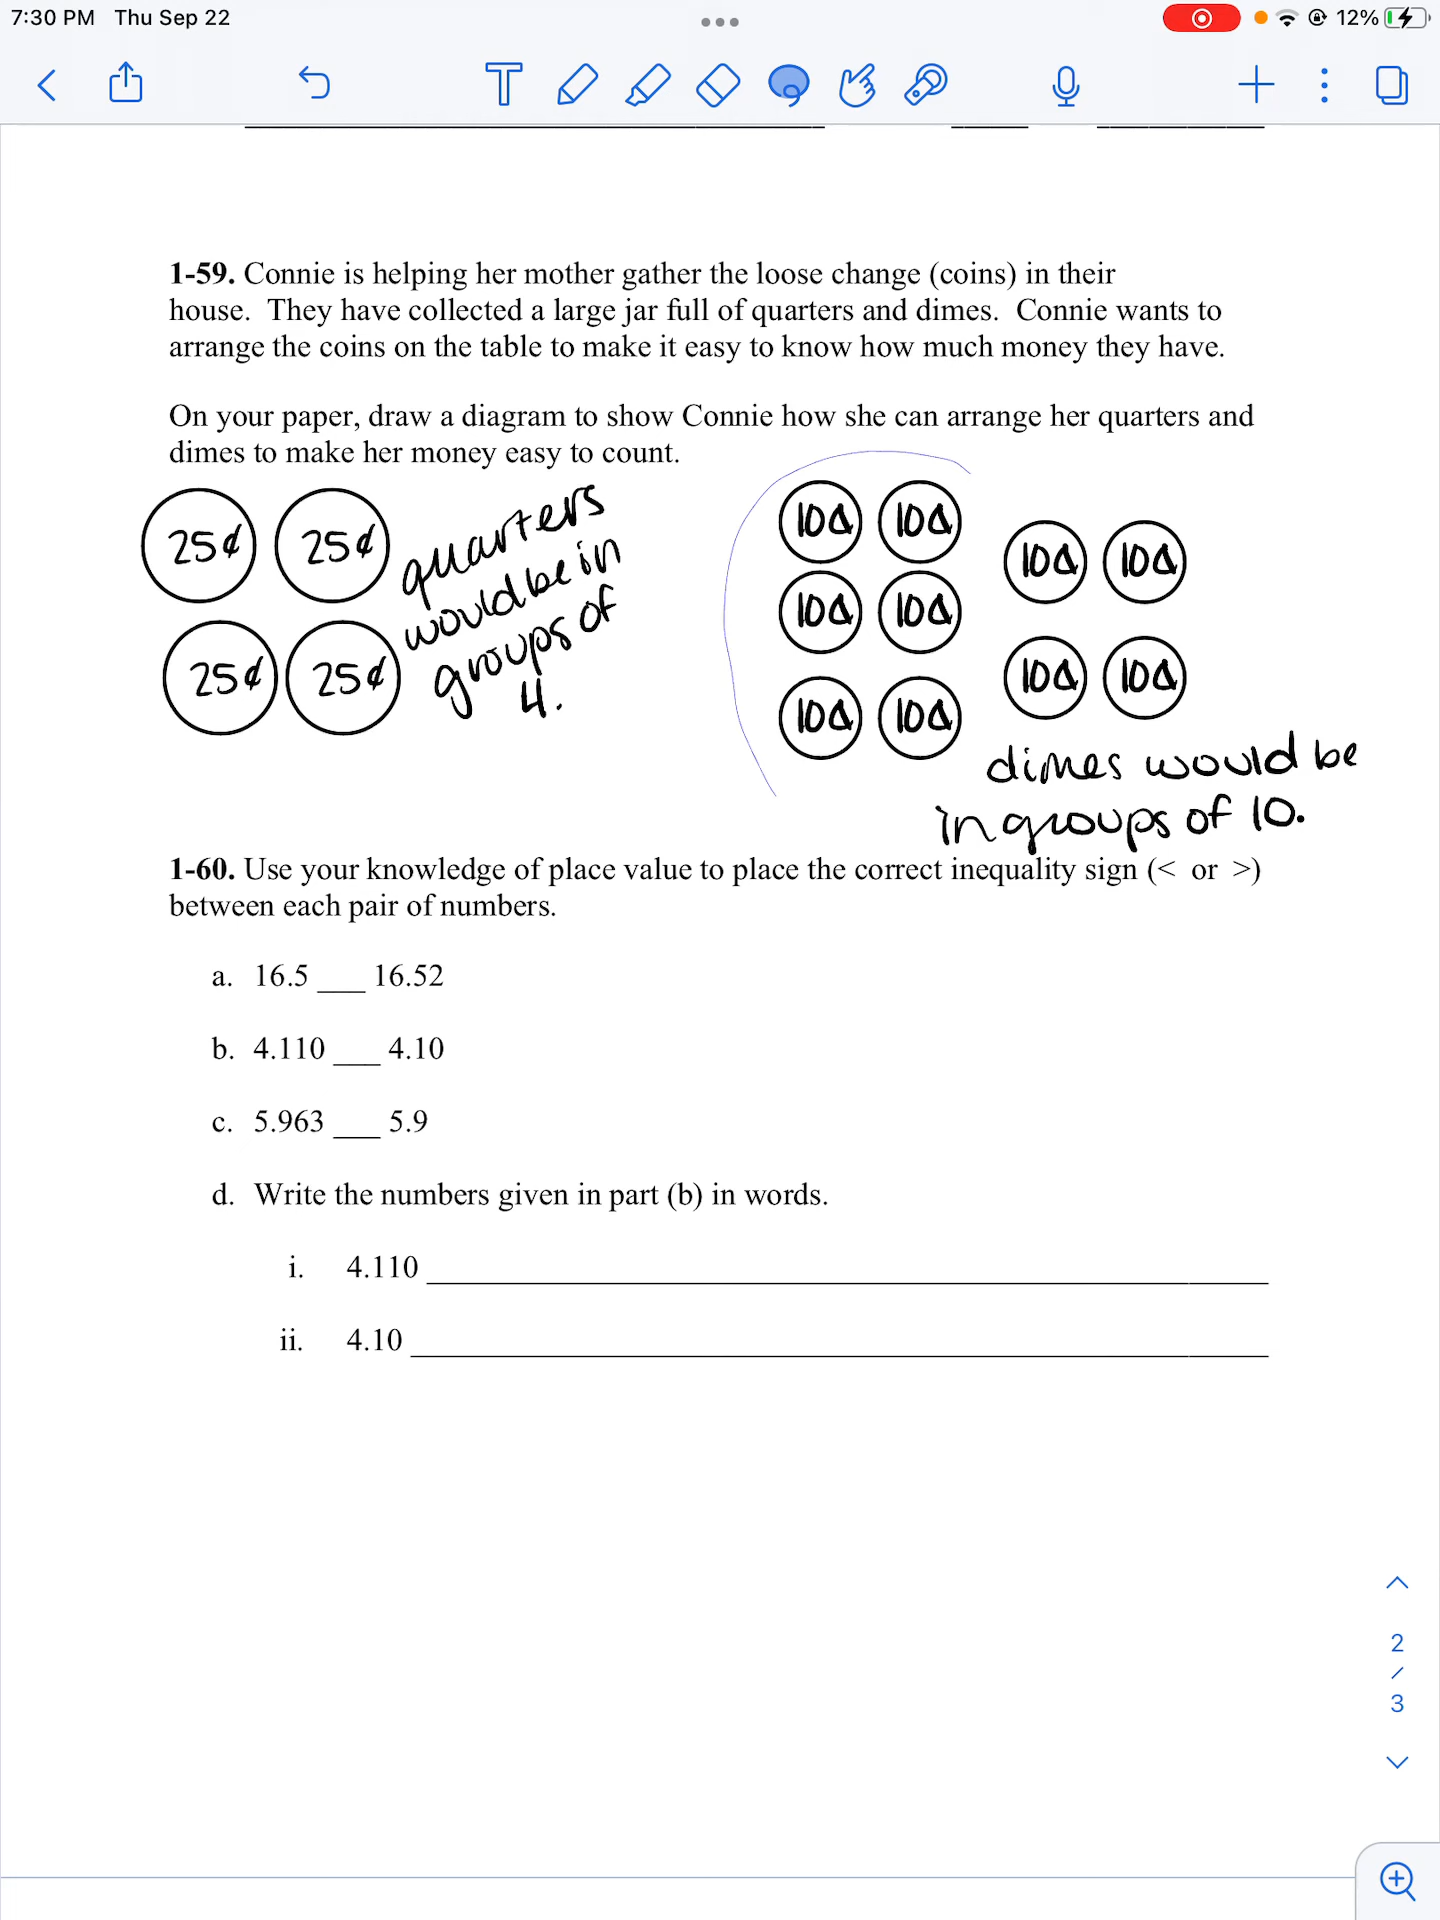 7:30 PM Thu Sep 22
12%
1-59. Connie is helping her mother gather the loose change (coins) in their
house. They have collected a large jar full of quarters and dimes. Connie wants to
arrange the coins on the table to make it easy to know how much money they have.
On your paper, draw a diagram to show Connie how she can arrange her quarters and
dimes to make her money easy to count.
25¢ 25¢
25¢ 25¢
quarters
would be in
groups of
4.
10¢ 10¢
10¢ 10¢
10¢ 10¢
10¢ 10¢
10¢ 10¢
dimes would be
in groups of 10.
1-60. Use your knowledge of place value to place the correct inequality sign (< or >)
between each pair of numbers.
a. 16.5 ___ 16.52
b. 4.110 ___ 4.10
c. 5.963 ___ 5.9
d. Write the numbers given in part (b) in words.
i. 4.110
ii. 4.10
2
/
3